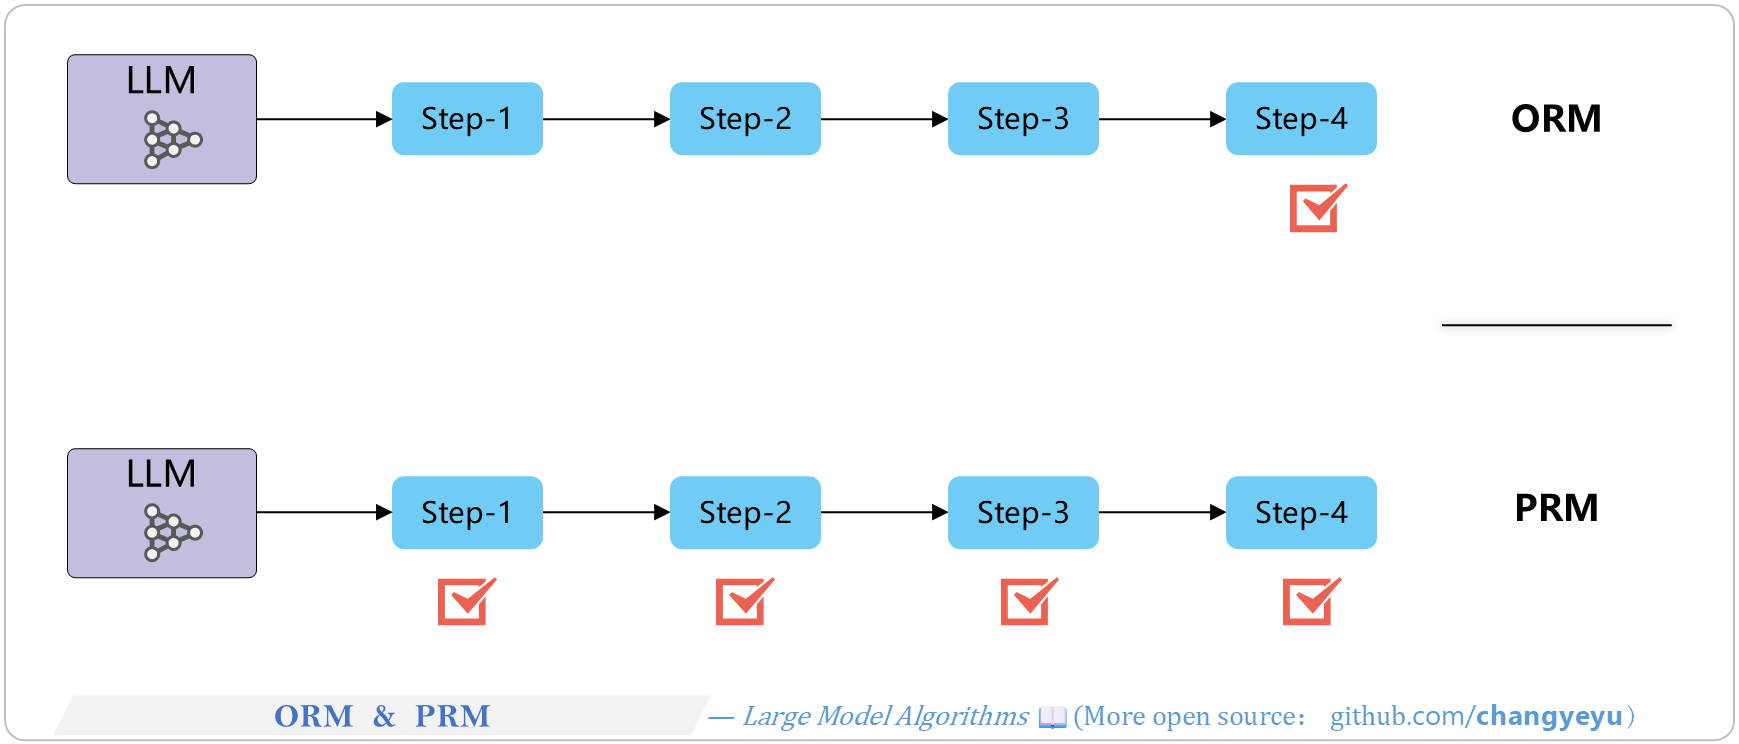 LLM
Step-1
Step-2
Step-3
Step-4
ORM
LLM
Step-1
Step-2
Step-3
Step-4
PRM
ORM & PRM
— Large Model Algorithms 📖 (More open source： github.com/changyeyu）